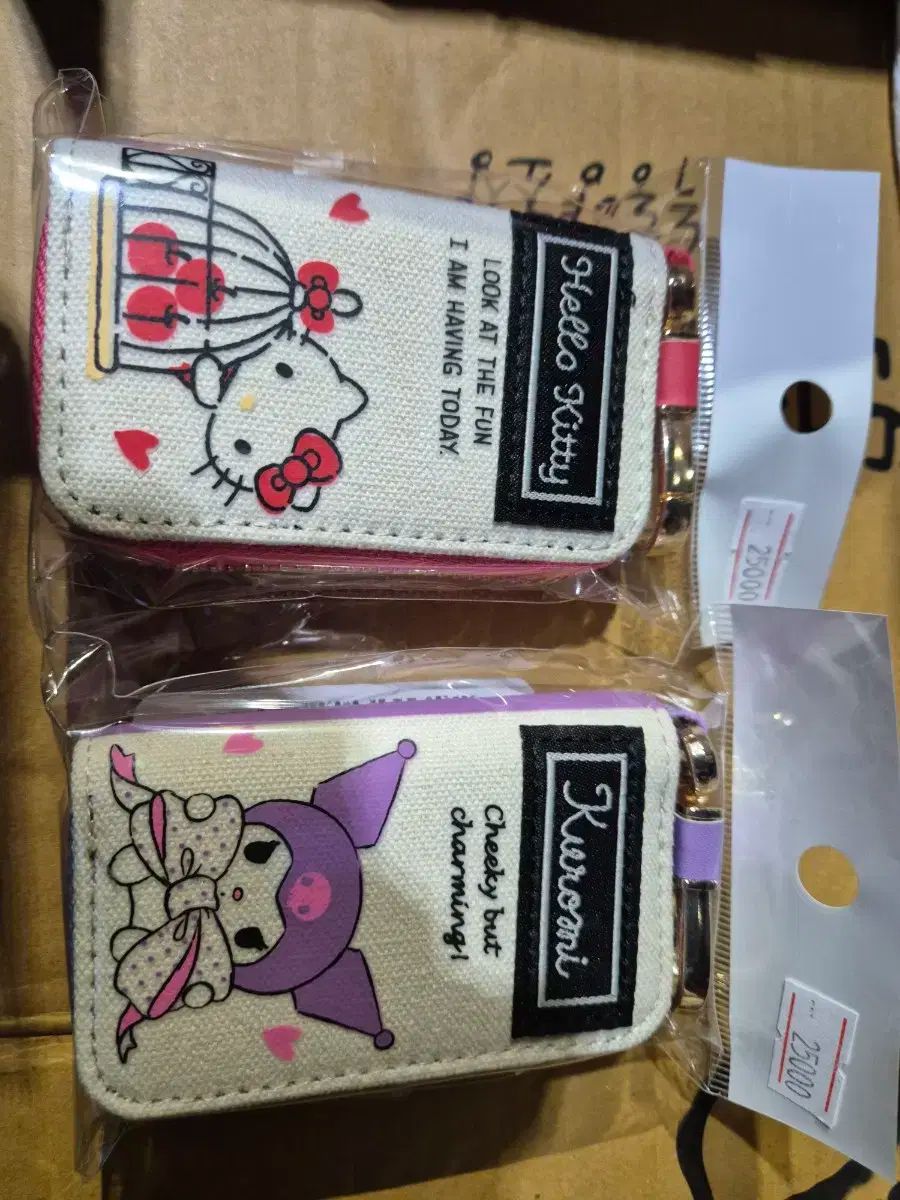 Hello Kitty
LOOK AT THE FUN
I AM HAVING TODAY.
25000
Kuromi
Cheeky but
charming!
25000